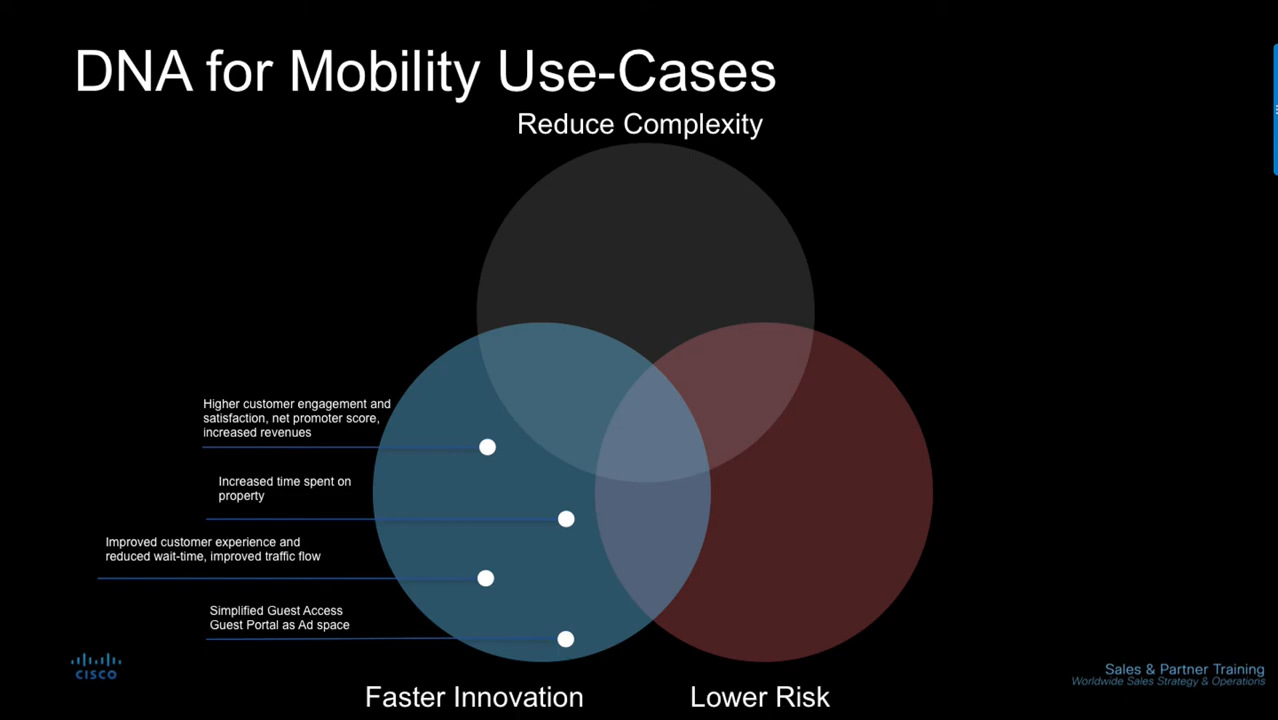 DNA for Mobility Use-Cases
Reduce Complexity
Higher customer engagement and
satisfaction, net promoter score,
increased revenues
Increased time spent on
property
Improved customer experience and
reduced wait-time, improved traffic flow
Simplified Guest Access
Guest Portal as Ad space
CISCO
Sales & Partner Training
Worldwide Sales Strategy & Operations
Faster Innovation
Lower Risk